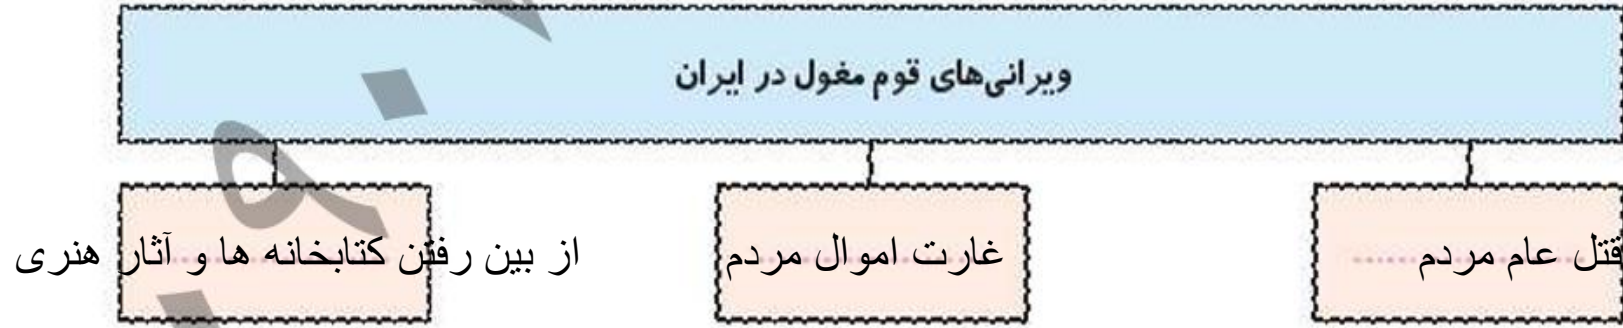 ویرانی‌های قوم مغول در ایران
قتل عام مردم
غارت اموال مردم
از بین رفتن کتابخانه ها و آثار هنری